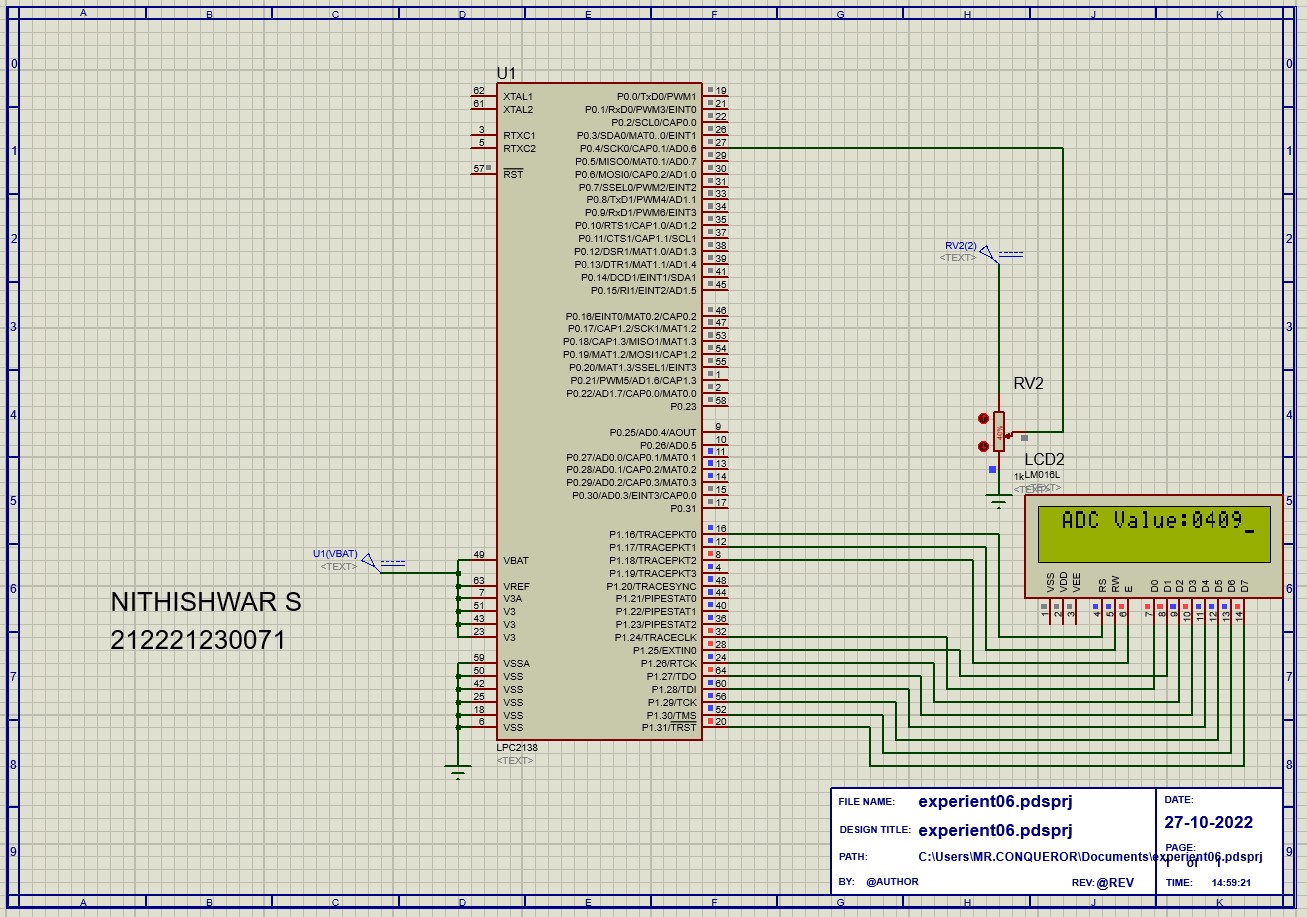 A B C D E F G H J K
0 0
1 1
2 2
3 3
4 4
5 5
6 6
7 7
8 8
9 9
U1
62 XTAL1
61 XTAL2
3 RTXC1
5 RTXC2
57 RST
49 VBAT
63 VREF
7 V3A
51 V3
43 V3
23 V3
59 VSSA
50 VSS
42 VSS
25 VSS
18 VSS
6 VSS
P0.0/TxD0/PWM1 19
P0.1/RxD0/PWM3/EINT0 21
P0.2/SCL0/CAP0.0 22
P0.3/SDA0/MAT0..0/EINT1 26
P0.4/SCK0/CAP0.1/AD0.6 27
P0.5/MISO0/MAT0.1/AD0.7 29
P0.6/MOSI0/CAP0.2/AD1.0 30
P0.7/SSEL0/PWM2/EINT2 31
P0.8/TxD1/PWM4/AD1.1 33
P0.9/RxD1/PWM6/EINT3 34
P0.10/RTS1/CAP1.0/AD1.2 35
P0.11/CTS1/CAP1.1/SCL1 37
P0.12/DSR1/MAT1.0/AD1.3 38
P0.13/DTR1/MAT1.1/AD1.4 39
P0.14/DCD1/EINT1/SDA1 41
P0.15/RI1/EINT2/AD1.5 45
P0.16/EINT0/MAT0.2/CAP0.2 46
P0.17/CAP1.2/SCK1/MAT1.2 47
P0.18/CAP1.3/MISO1/MAT1.3 53
P0.19/MAT1.2/MOSI1/CAP1.2 54
P0.20/MAT1.3/SSEL1/EINT3 55
P0.21/PWM5/AD1.6/CAP1.3 1
P0.22/AD1.7/CAP0.0/MAT0.0 2
P0.23 58
P0.25/AD0.4/AOUT 9
P0.26/AD0.5 10
P0.27/AD0.0/CAP0.1/MAT0.1 11
P0.28/AD0.1/CAP0.2/MAT0.2 13
P0.29/AD0.2/CAP0.3/MAT0.3 14
P0.30/AD0.3/EINT3/CAP0.0 15
P0.31 17
P1.16/TRACEPKT0 16
P1.17/TRACEPKT1 12
P1.18/TRACEPKT2 8
P1.19/TRACEPKT3 4
P1.20/TRACESYNC 48
P1.21/PIPESTAT0 44
P1.22/PIPESTAT1 40
P1.23/PIPESTAT2 36
P1.24/TRACECLK 32
P1.25/EXTIN0 28
P1.26/RTCK 24
P1.27/TDO 64
P1.28/TDI 60
P1.29/TCK 56
P1.30/TMS 52
P1.31/TRST 20
LPC2138
<TEXT>
U1(VBAT)
<TEXT>
RV2(2)
<TEXT>
RV2
40%
1k
<TEXT>
LCD2
LM016L
<TEXT>
ADC Value:0409_
VSS VDD VEE RS RW E D0 D1 D2 D3 D4 D5 D6 D7
1 2 3 4 5 6 7 8 9 10 11 12 13 14
NITHISHWAR S
212221230071
FILE NAME: experient06.pdsprj
DESIGN TITLE: experient06.pdsprj
PATH: C:\Users\MR.CONQUEROR\Documents\experient06.pdsprj
BY: @AUTHOR REV:@REV
DATE:
27-10-2022
PAGE:
1 of 1
TIME: 14:59:21
A B C D E F G H J K